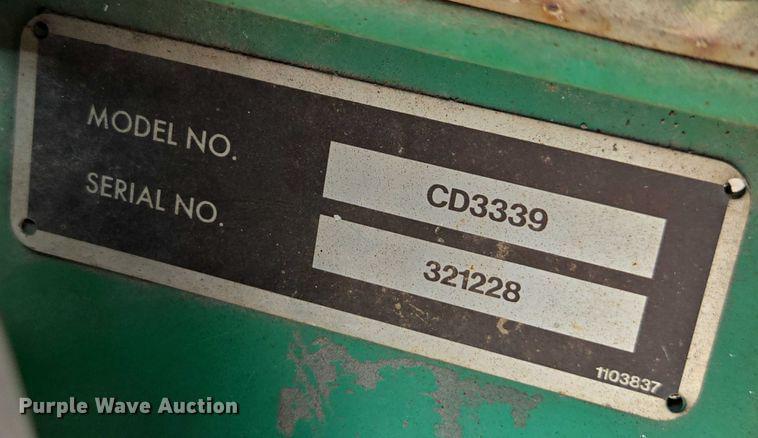 MODEL NO.
CD3339
SERIAL NO.
321228
1103837
Purple Wave Auction